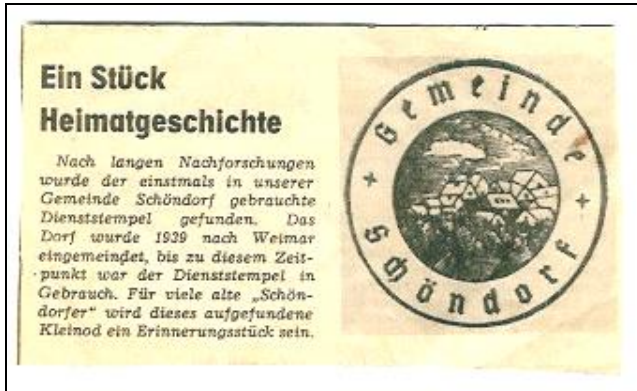 Ein Stück
Heimatgeschichte
Nach langen Nachforschungen
wurde der einstmals in unserer
Gemeinde Schöndorf gebrauchte
Dienststempel gefunden. Das
Dorf wurde 1939 nach Weimar
eingemeindet, bis zu diesem Zeit-
punkt war der Dienststempel in
Gebrauch. Für viele alte „Schön-
dorfer“ wird dieses aufgefundene
Kleinod ein Erinnerungsstück sein.
+ Gemeinde +
Schöndorf